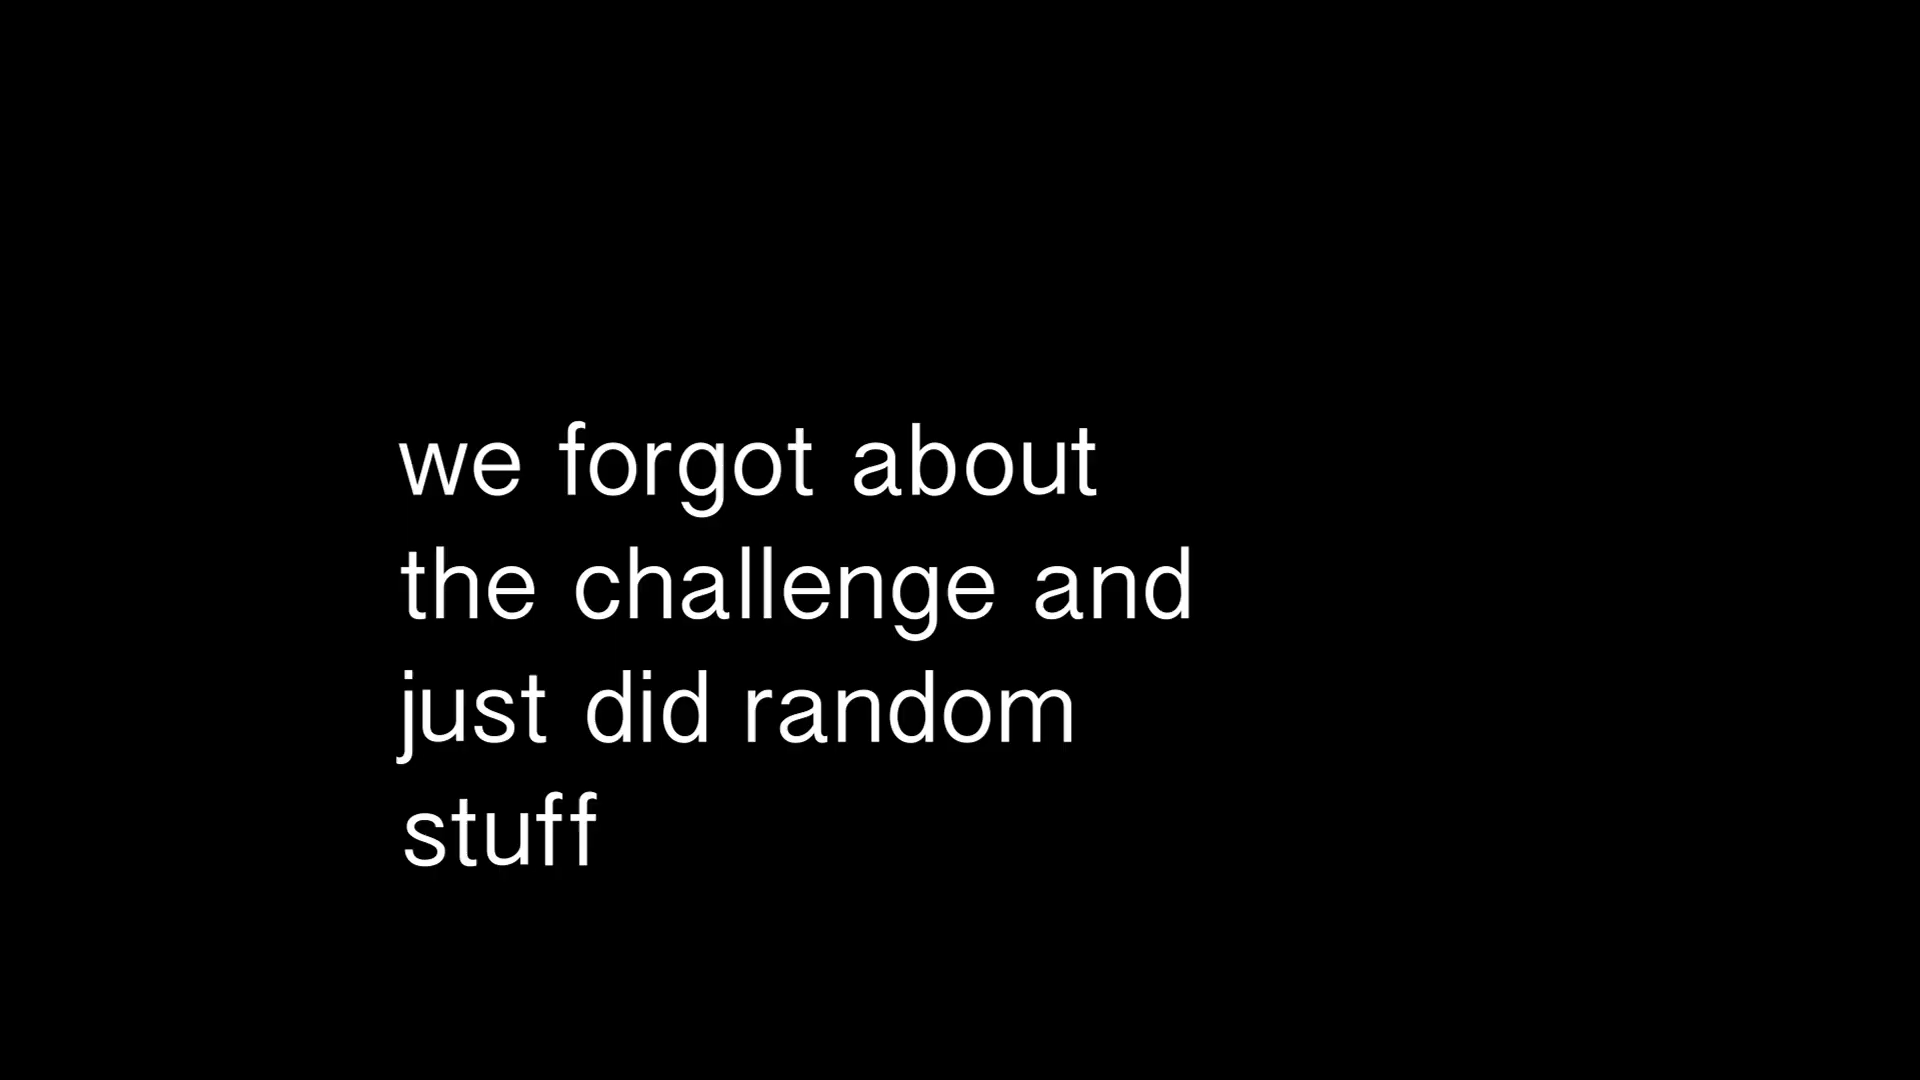 we forgot about
the challenge and
just did random
stuff